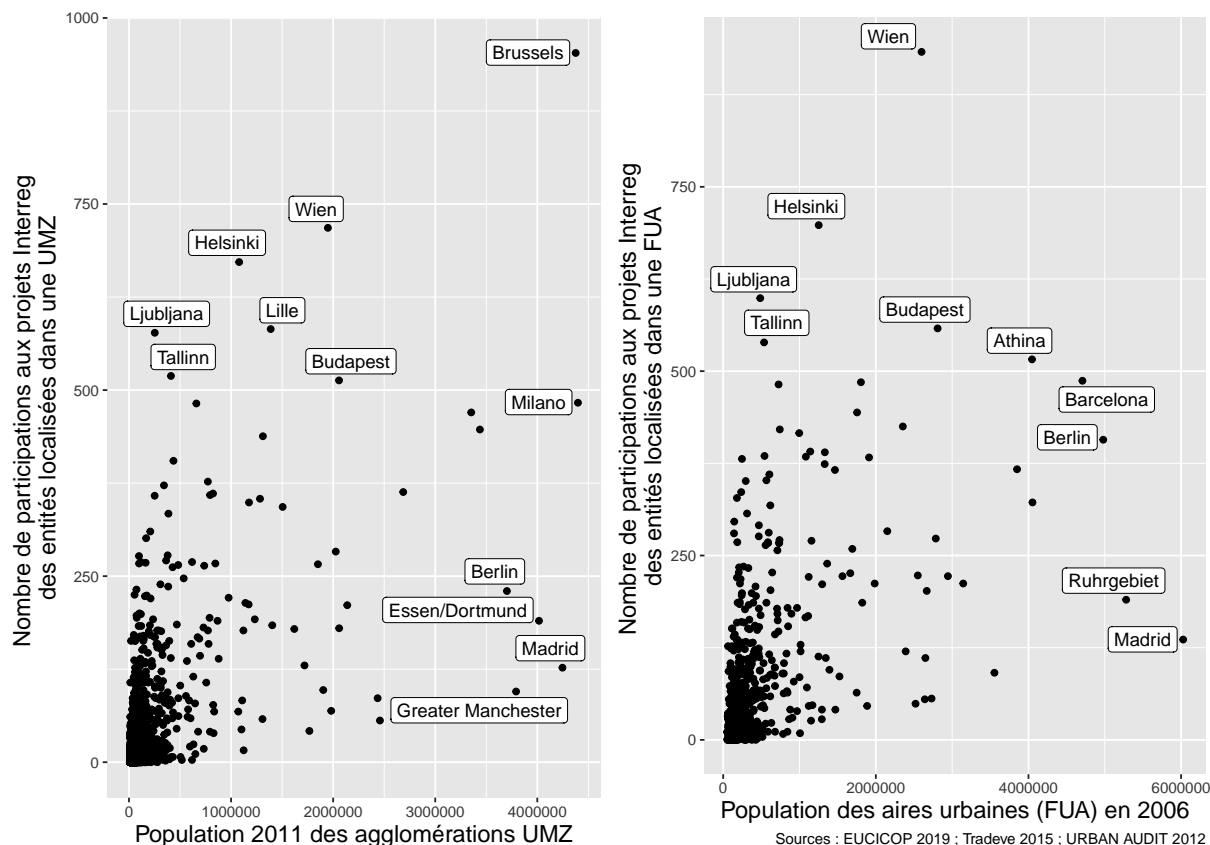 Nombre de participations aux projets Interreg
des entités localisées dans une UMZ
1000
750
500
250
0
Brussels
Wien
Helsinki
Ljubljana
Lille
Tallinn
Budapest
Milano
Berlin
Essen/Dortmund
Madrid
Greater Manchester
0
1000000
2000000
3000000
4000000
Population 2011 des agglomérations UMZ
Nombre de participations aux projets Interreg
des entités localisées dans une FUA
750
500
250
0
Wien
Helsinki
Ljubljana
Tallinn
Budapest
Athina
Barcelona
Berlin
Ruhrgebiet
Madrid
0
2000000
4000000
6000000
Population des aires urbaines (FUA) en 2006
Sources : EUCICOP 2019 ; Tradeve 2015 ; URBAN AUDIT 2012